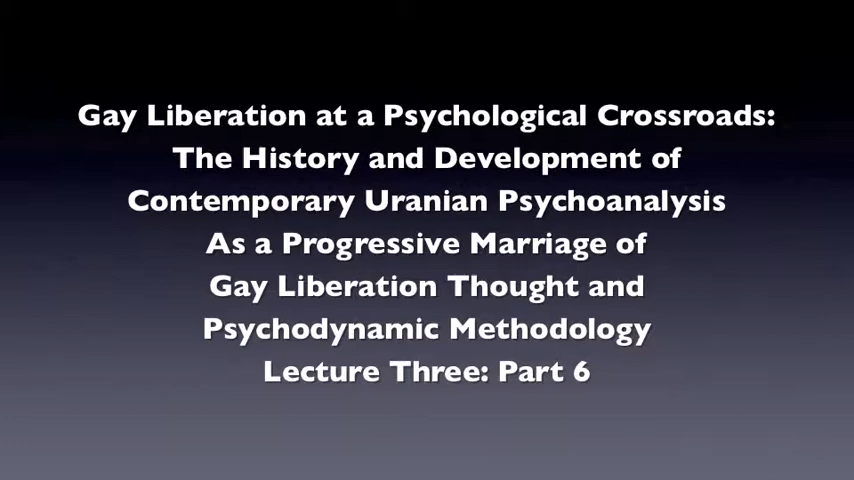 Gay Liberation at a Psychological Crossroads:
The History and Development of
Contemporary Uranian Psychoanalysis
As a Progressive Marriage of
Gay Liberation Thought and
Psychodynamic Methodology
Lecture Three: Part 6